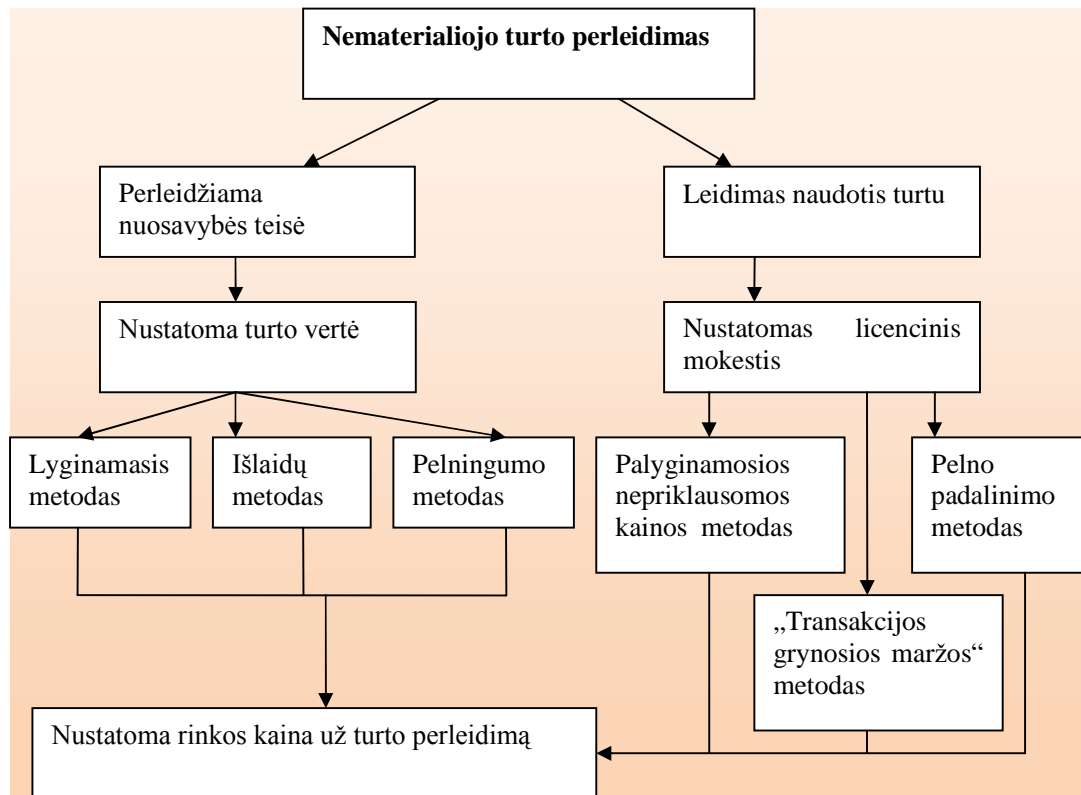 Nematerialiojo turto perleidimas
Perleidžiama
nuosavybės teisė
Leidimas naudotis turtu
Nustatoma turto vertė
Nustatomas licencinis
mokestis
Lyginamasis
metodas
Išlaidų
metodas
Pelningumo
metodas
Palyginamosios
nepriklausomos
kainos metodas
Pelno
padalinimo
metodas
„Transakcijos
grynosios maržos“
metodas
Nustatoma rinkos kaina už turto perleidimą